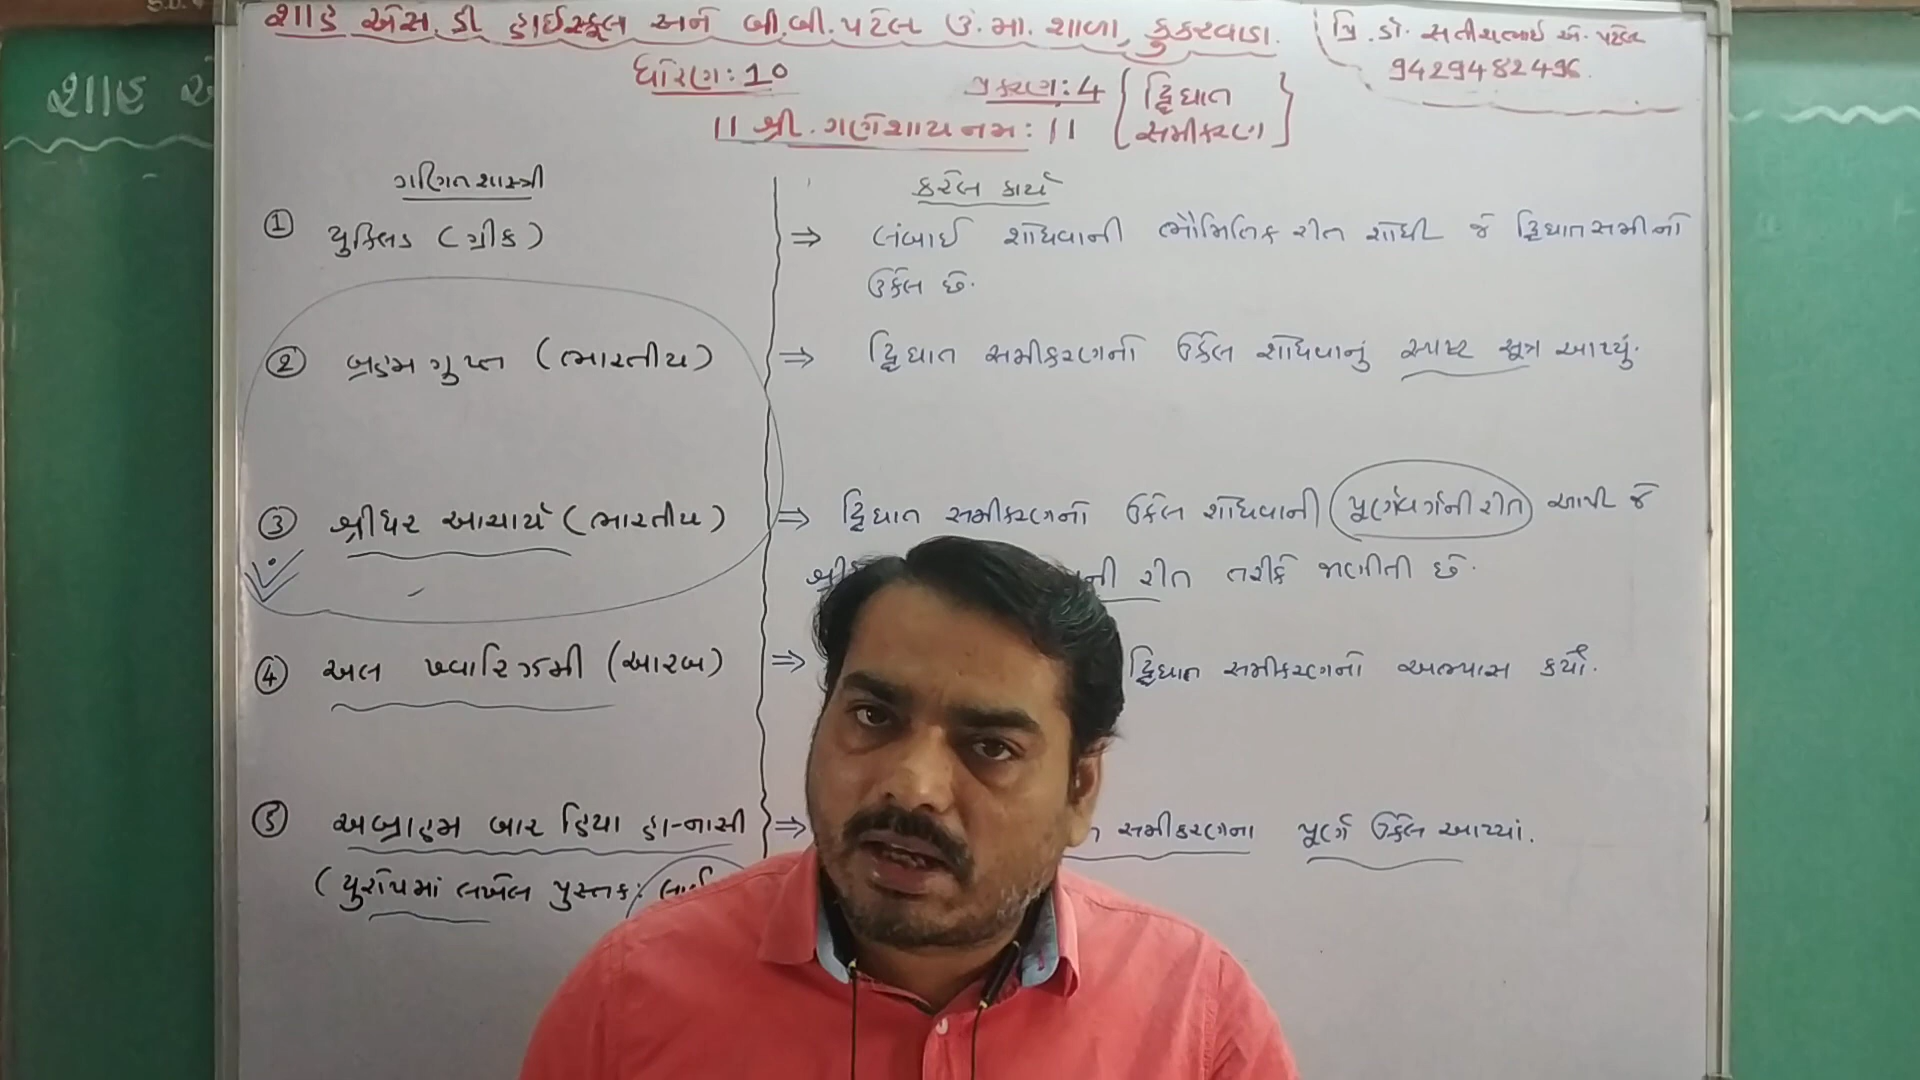 શાહ એસ.ડી હાઈસ્કૂલ અને બી.બી.પટેલ ઉ.મા. શાળા, કુકરવાડા.
પ્રિ. ડૉ. સતીષભાઈ એ. પટેલ
9429482496.
ધોરણ: 10
પ્રકરણ: 4 { દ્વિઘાત સમીકરણ }
|| શ્રી. ગણેશાય નમ: ||
શાહ
ગણિતશાસ્ત્રી
કરેલ કાર્ય
① યુક્લિડ (ગ્રીક) ⇒ લંબાઈ શોધવાની ભૌમિતિક રીત શોધી જે દ્વિઘાત સમીનો
ઉકેલ છે.
② બ્રહ્મગુપ્ત (ભારતીય) ⇒ દ્વિઘાત સમીકરણનો ઉકેલ શોધવાનું સ્પષ્ટ સૂત્ર આપ્યું.
③ શ્રીધર આચાર્ય (ભારતીય) ⇒ દ્વિઘાત સમીકરણનો ઉકેલ શોધવાની પૂર્ણવર્ગની રીત આપી જે
ની રીત તરીકે જાણીતી છે.
④ અલ ખ્વારિઝમી (આરબ) ⇒ દ્વિઘાત સમીકરણનો અભ્યાસ કર્યો.
⑤ અબ્રાહમ બાર હિયા હા-નાસી ⇒ સમીકરણના પૂર્ણ ઉકેલ આપ્યાં.
(યુરોપમાં લખેલ પુસ્તક: